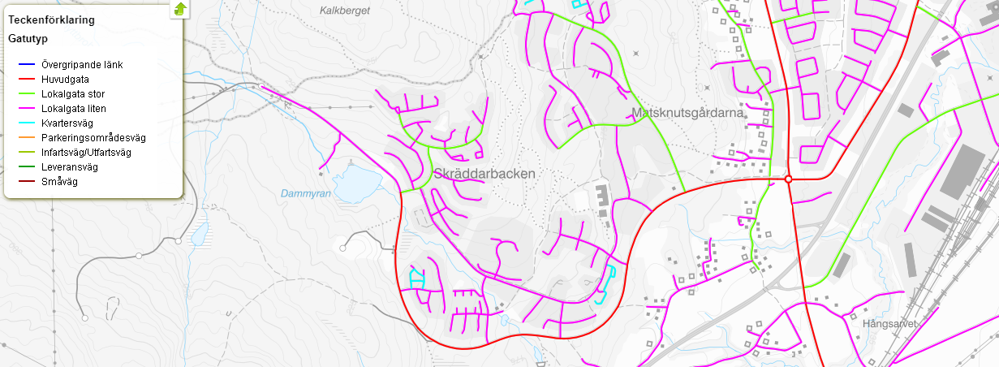 Teckenförklaring
Gatutyp
Övergripande länk
Huvudgata
Lokalgata stor
Lokalgata liten
Kvartersväg
Parkeringsområdesväg
Infartsväg/Utfartsväg
Leveransväg
Småväg
Kalkberget
Matsknutsgårdarna
Skräddarbacken
Dammyran
Hångsarvet